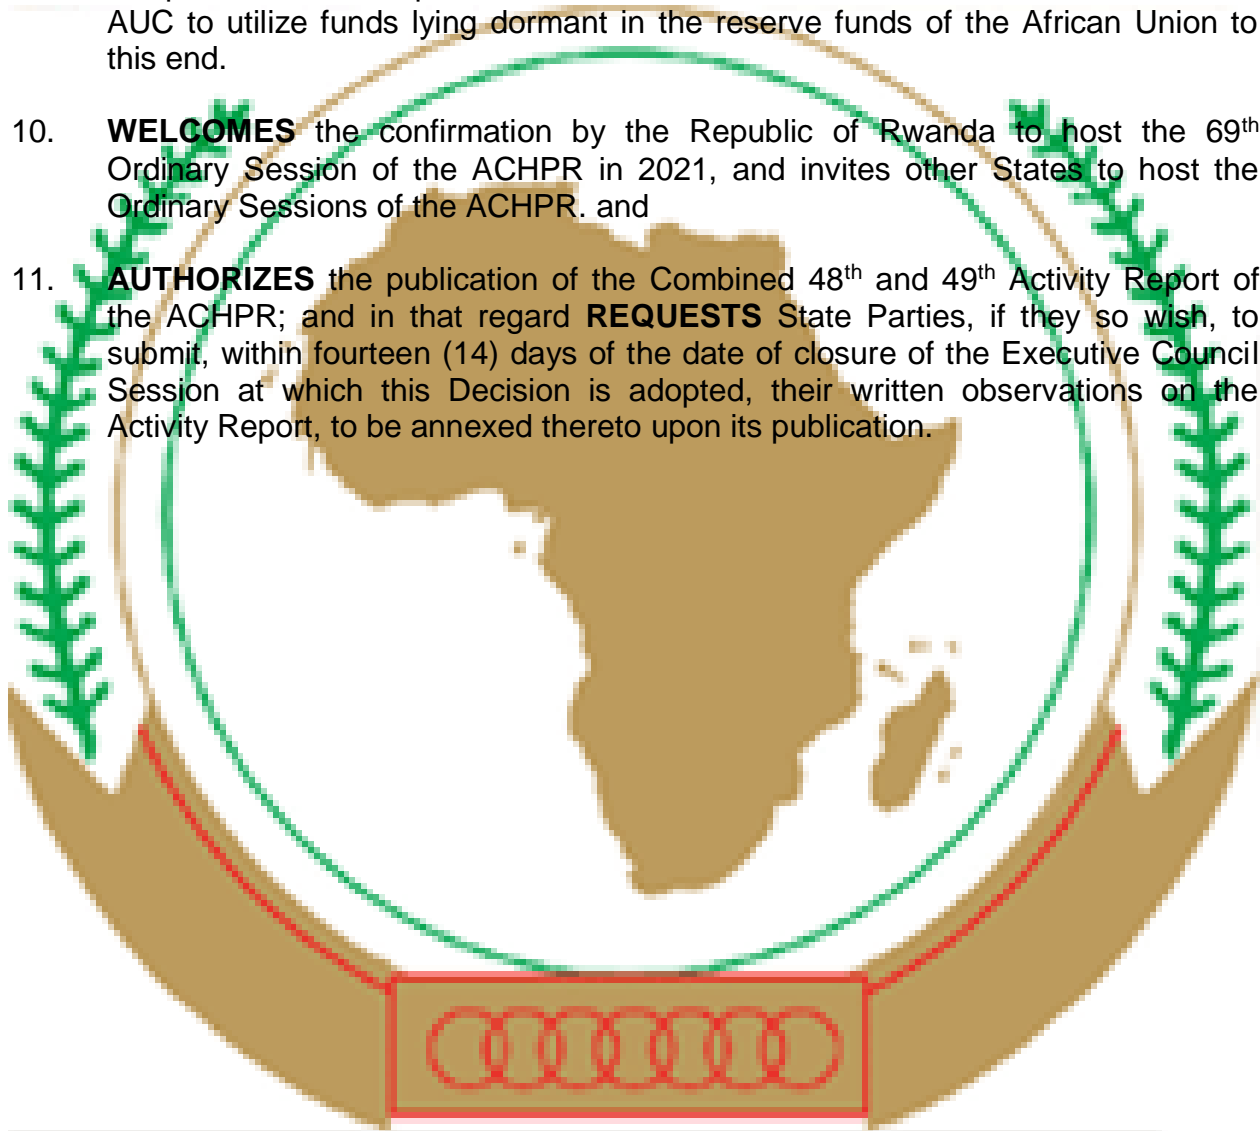 AUC to utilize funds lying dormant in the reserve funds of the African Union to
this end.
10. WELCOMES the confirmation by the Republic of Rwanda to host the 69th
Ordinary Session of the ACHPR in 2021, and invites other States to host the
Ordinary Sessions of the ACHPR. and
11. AUTHORIZES the publication of the Combined 48th and 49th Activity Report of
the ACHPR; and in that regard REQUESTS State Parties, if they so wish, to
submit, within fourteen (14) days of the date of closure of the Executive Council
Session at which this Decision is adopted, their written observations on the
Activity Report, to be annexed thereto upon its publication.